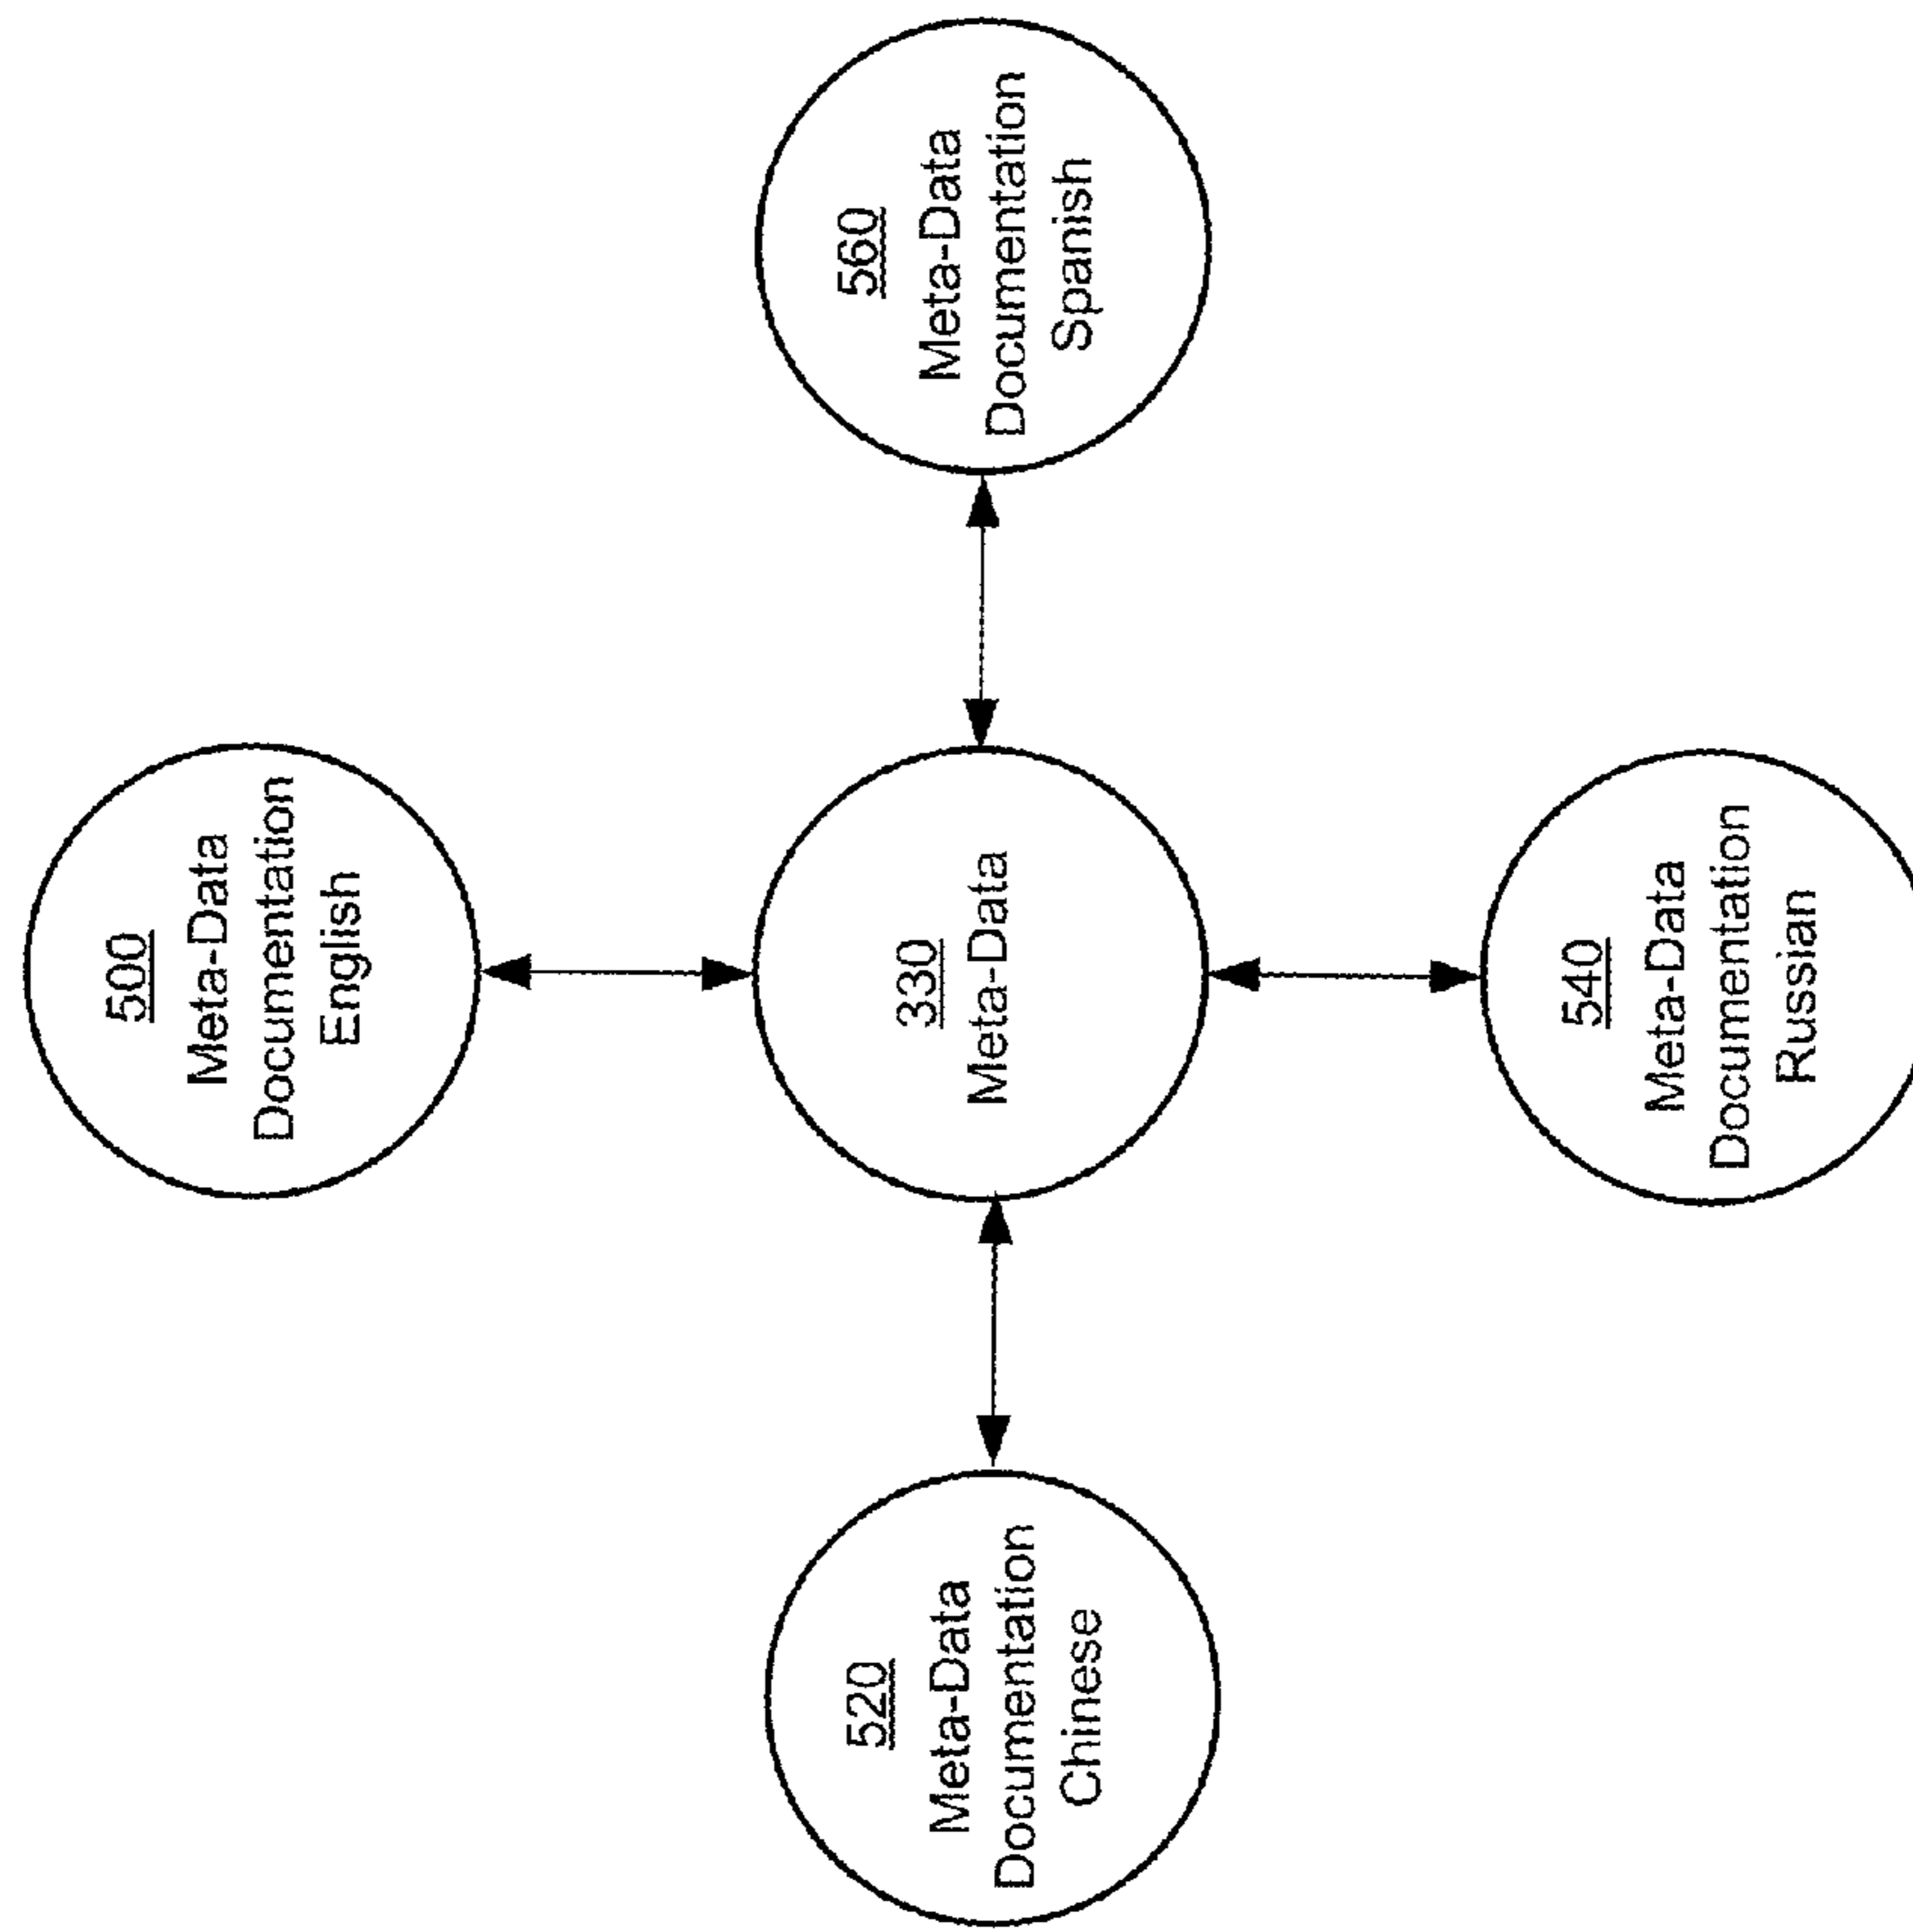 500
Meta-Data
Documentation
English
520
Meta-Data
Documentation
Chinese
330
Meta-Data
560
Meta-Data
Documentation
Spanish
540
Meta-Data
Documentation
Russian